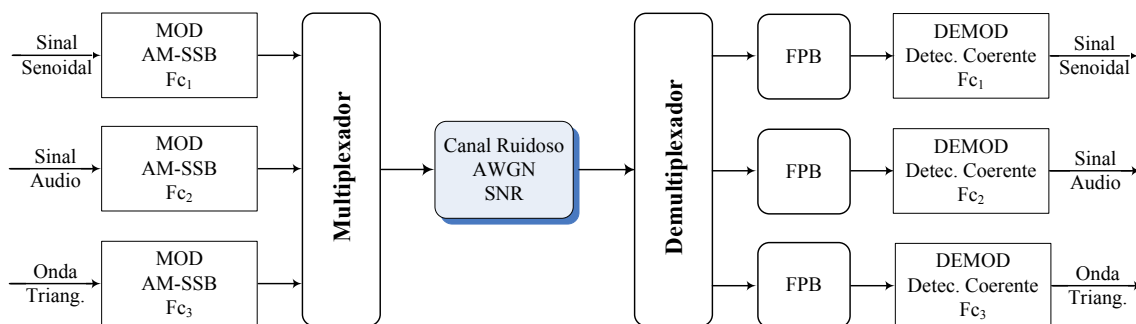 Sinal
Senoidal
MOD
AM-SSB
Fc1
Sinal
Audio
MOD
AM-SSB
Fc2
Onda
Triang.
MOD
AM-SSB
Fc3
Multiplexador
Canal Ruidoso
AWGN
SNR
Demultiplexador
FPB
DEMOD
Detec. Coerente
Fc1
Sinal
Senoidal
FPB
DEMOD
Detec. Coerente
Fc2
Sinal
Audio
FPB
DEMOD
Detec. Coerente
Fc3
Onda
Triang.